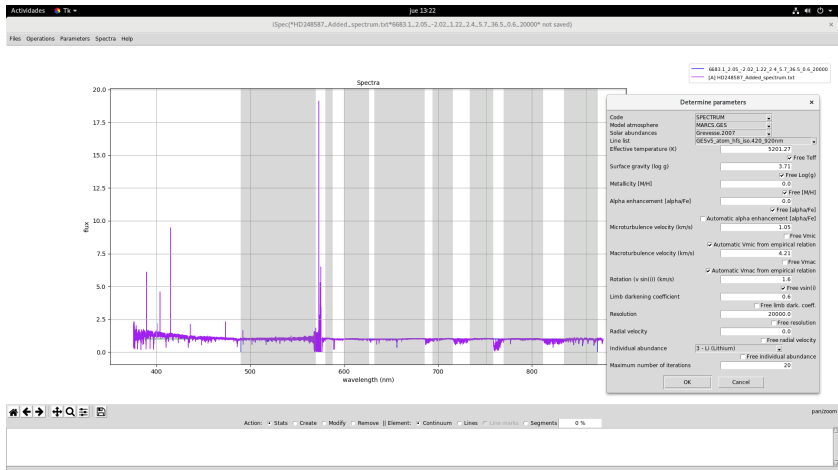 Actividades Tk jue 13:22
iSpec(*HD248587_Added_spectrum.txt*6683.1_2.05_-2.02_1.22_2.4_5.7_36.5_0.6_20000* not saved) ×
Files Operations Parameters Spectra Help
6683.1_2.05_-2.02_1.22_2.4_5.7_36.5_0.6_20000
[A] HD248587_Added_spectrum.txt
Spectra
20.0
17.5
15.0
12.5
10.0
7.5
5.0
2.5
0.0
flux
400 500 600 700 800
wavelength (nm)
Determine parameters ×
Code SPECTRUM
Model atmosphere MARCS.GES
Solar abundances Grevesse.2007
Line list GESv5_atom_hfs_iso.420_920nm
Effective temperature (K) 5201.27
Free Teff
Surface gravity (log g) 3.71
Free Log(g)
Metallicity [M/H] 0.0
Free [M/H]
Alpha enhancement [alpha/Fe] 0.0
Free [alpha/Fe]
Automatic alpha enhancement [alpha/Fe]
Microturbulence velocity (km/s) 1.05
Free Vmic
Automatic Vmic from empirical relation
Macroturbulence velocity (km/s) 4.21
Free Vmac
Automatic Vmac from empirical relation
Rotation (v sin(i)) (km/s) 1.6
Free vsin(i)
Limb darkening coefficient 0.6
Free limb dark. coeff.
Resolution 20000.0
Free resolution
Radial velocity 0.0
Free radial velocity
Individual abundance 3 - Li (Lithium)
Free individual abundance
Maximum number of iterations 20
OK Cancel
pan/zoom
Action: Stats Create Modify Remove || Element: Continuum Lines Line marks Segments 0 %